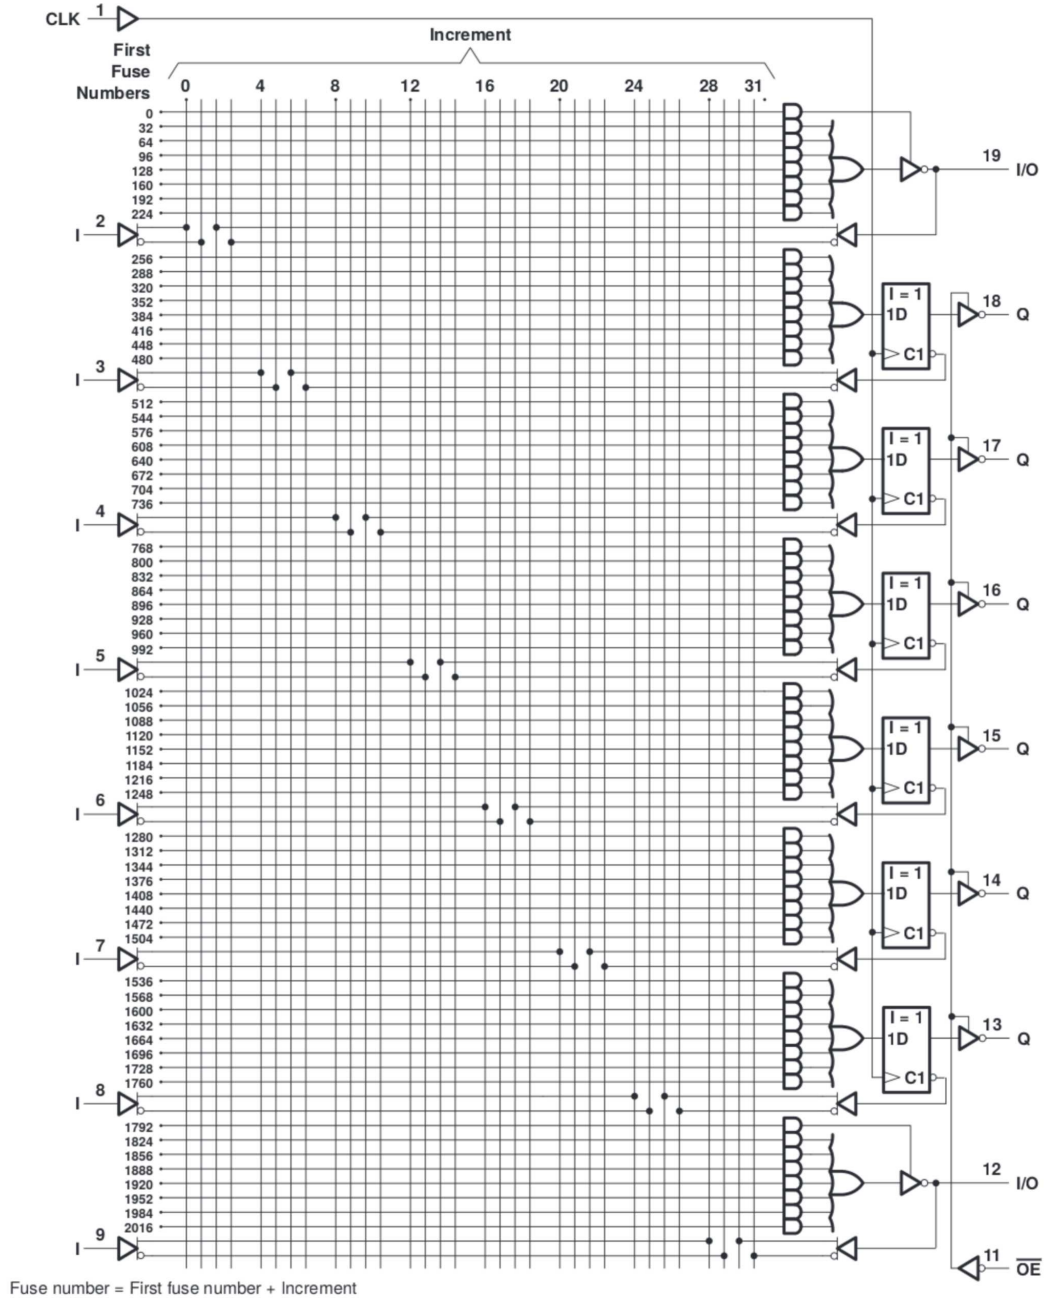 CLK 1
Increment
First
Fuse
Numbers 0 4 8 12 16 20 24 28 31
0
32
64
96
128 19 I/O
160
192
224
I 2
256
288 I = 1
320 18
352 1D Q
384
416
448 C1
480
I 3
512
544 I = 1
576 17
608 1D Q
640
672
704 C1
736
I 4
768
800 I = 1
832 16
864 1D Q
896
928
960 C1
992
I 5
1024
1056 I = 1
1088 15
1120 1D Q
1152
1184
1216 C1
1248
I 6
1280
1312 I = 1
1344 14
1376 1D Q
1408
1440
1472 C1
1504
I 7
1536
1568 I = 1
1600 13
1632 1D Q
1664
1696
1728 C1
1760
I 8
1792
1824
1856
1888 12
1920 I/O
1952
1984
2016
I 9
11 OE
Fuse number = First fuse number + Increment